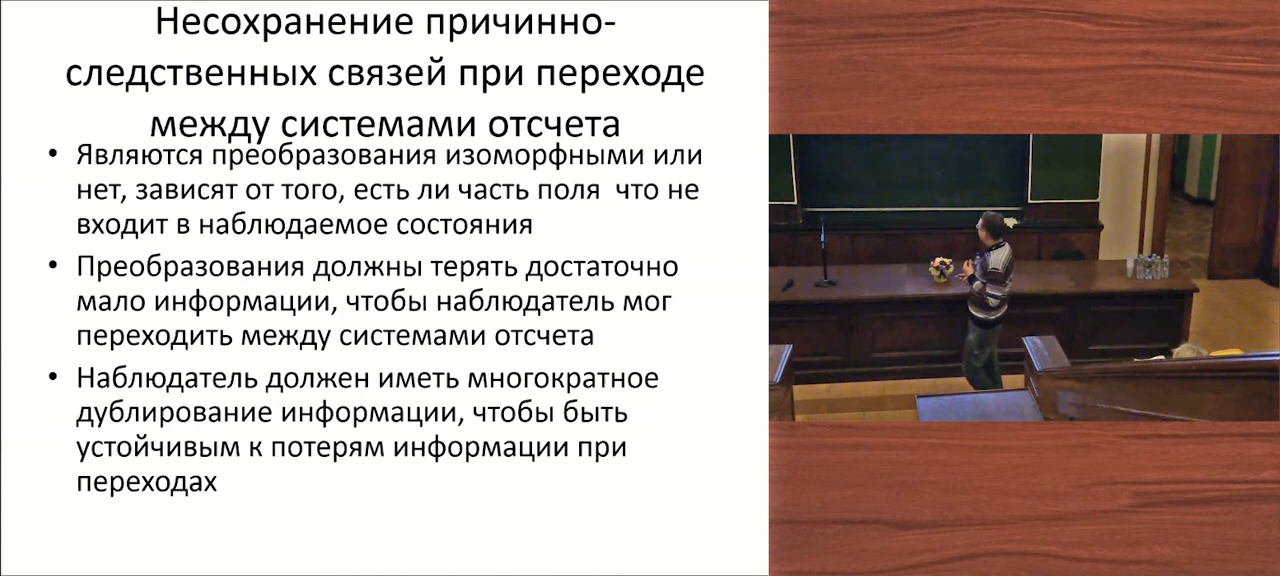 Несохранение причинно-
следственных связей при переходе
между системами отсчета
• Являются преобразования изоморфными или
нет, зависят от того, есть ли часть поля что не
входит в наблюдаемое состояния
• Преобразования должны терять достаточно
мало информации, чтобы наблюдатель мог
переходить между системами отсчета
• Наблюдатель должен иметь многократное
дублирование информации, чтобы быть
устойчивым к потерям информации при
переходах